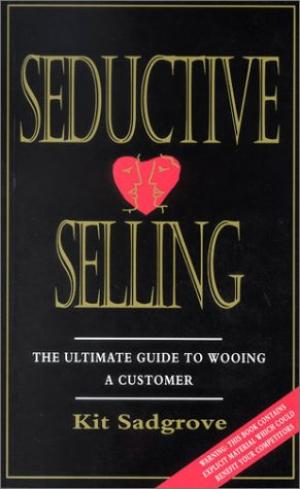 SEDUCTIVE
SELLING
THE ULTIMATE GUIDE TO WOOING
A CUSTOMER
Kit Sadgrove
WARNING- THIS BOOK CONTAINS
EXPLICIT MATERIAL WHICH COULD
BENEFIT YOUR COMPETITORS